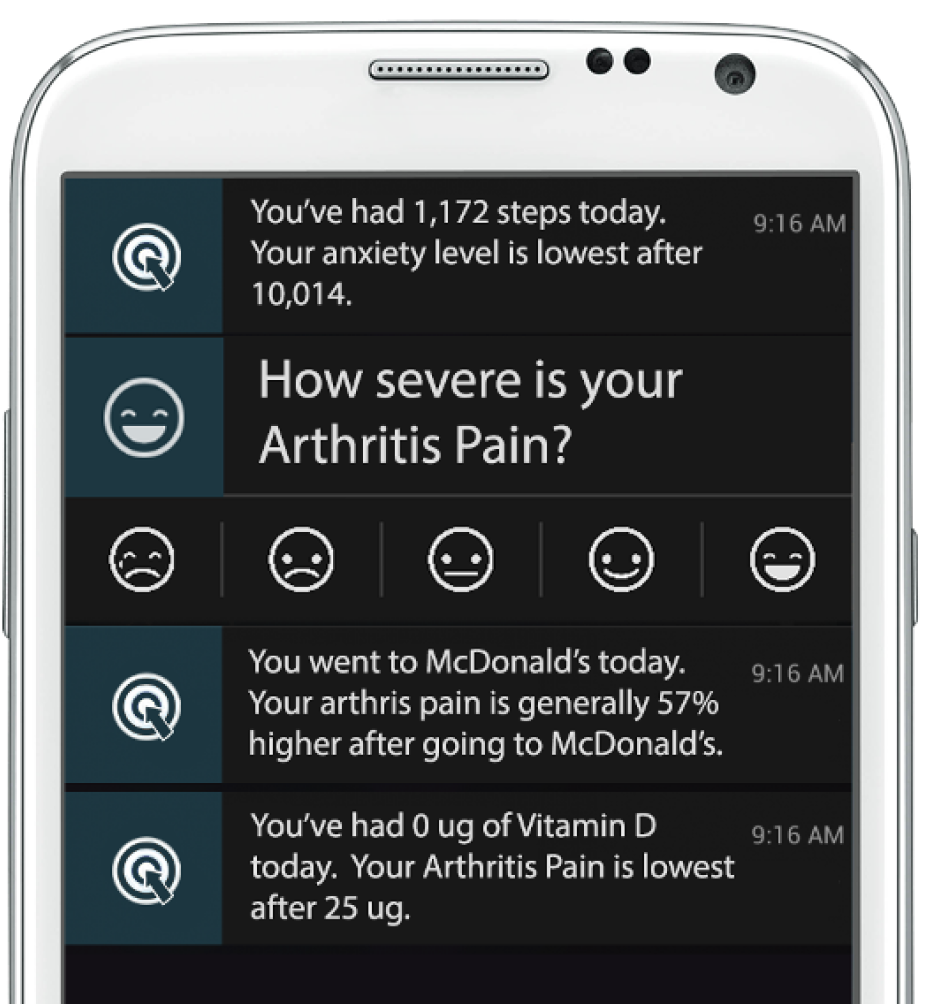 You've had 1,172 steps today.
9:16 AM
Your anxiety level is lowest after
10,014.
How severe is your
Arthritis Pain?
You went to McDonald's today.
9:16 AM
Your arthris pain is generally 57%
higher after going to McDonald's.
You've had 0 ug of Vitamin D
9:16 AM
today.  Your Arthritis Pain is lowest
after 25 ug.